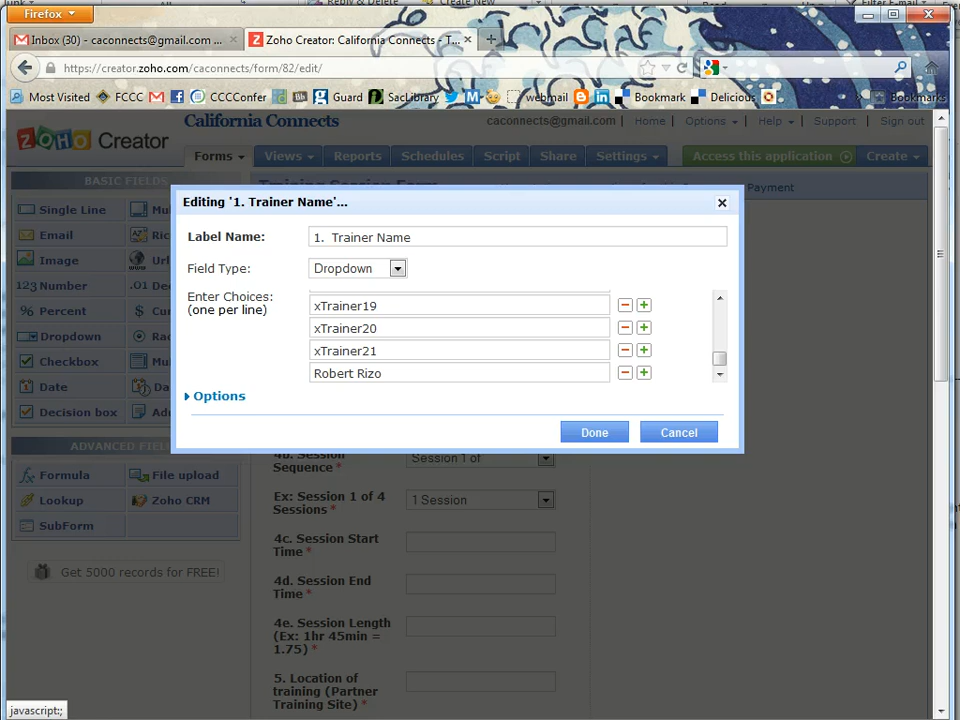 Firefox
Inbox (30) - caconnects@gmail.com ...
Zoho Creator: California Connects - T...
https://creator.zoho.com/caconnects/form/82/edit/
Most Visited
FCCC
CCCConfer
Guard
SacLibrary
webmail
Bookmark
Delicious
Bookmarks
ZOHO Creator
California Connects
caconnects@gmail.com | Home | Options | Help | Support | Sign out
Forms
Views
Reports
Schedules
Script
Share
Settings
Access this application
Create
BASIC FIELDS
Payment
Single Line
Email
Image
Url
123 Number
.01
Percent
Dropdown
Checkbox
Date
Decision box
ADVANCED
Formula
File upload
Lookup
Zoho CRM
SubForm
Get 5000 records for FREE!
Editing '1. Trainer Name'...
Label Name:
1. Trainer Name
Field Type:
Dropdown
Enter Choices:
(one per line)
xTrainer19
xTrainer20
xTrainer21
Robert Rizo
Options
Done
Cancel
4b. Session
Sequence *
Session 1 of
Ex: Session 1 of 4
Sessions *
1 Session
4c. Session Start
Time *
4d. Session End
Time *
4e. Session Length
(Ex: 1hr 45min =
1.75) *
5. Location of
training (Partner
Training Site) *
javascript:;